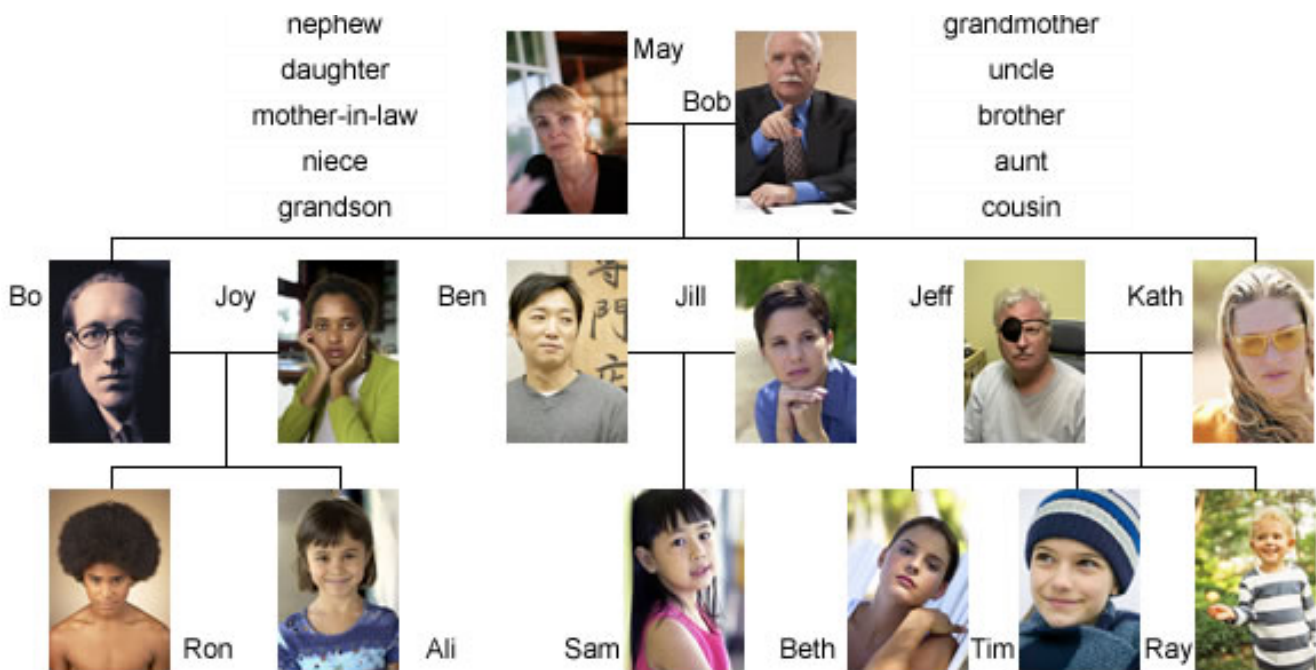 nephew
daughter
mother-in-law
niece
grandson
May
Bob
grandmother
uncle
brother
aunt
cousin
Bo
Joy
Ben
Jill
Jeff
Kath
Ron
Ali
Sam
Beth
Tim
Ray